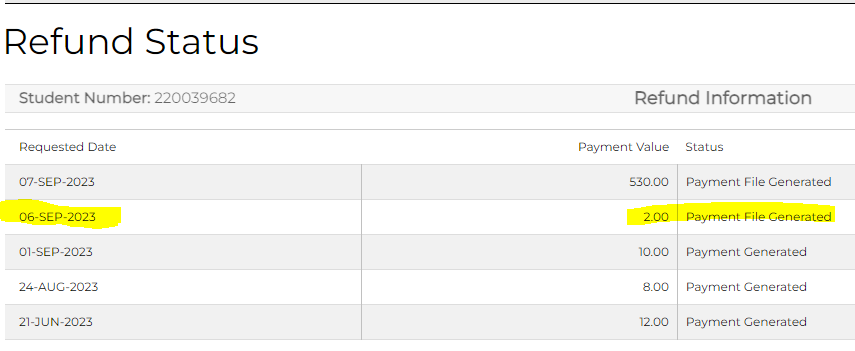 Refund Status
Student Number: 220039682 Refund Information
Requested Date Payment Value Status
07-SEP-2023 530.00 Payment File Generated
06-SEP-2023 2.00 Payment File Generated
01-SEP-2023 10.00 Payment Generated
24-AUG-2023 8.00 Payment Generated
21-JUN-2023 12.00 Payment Generated